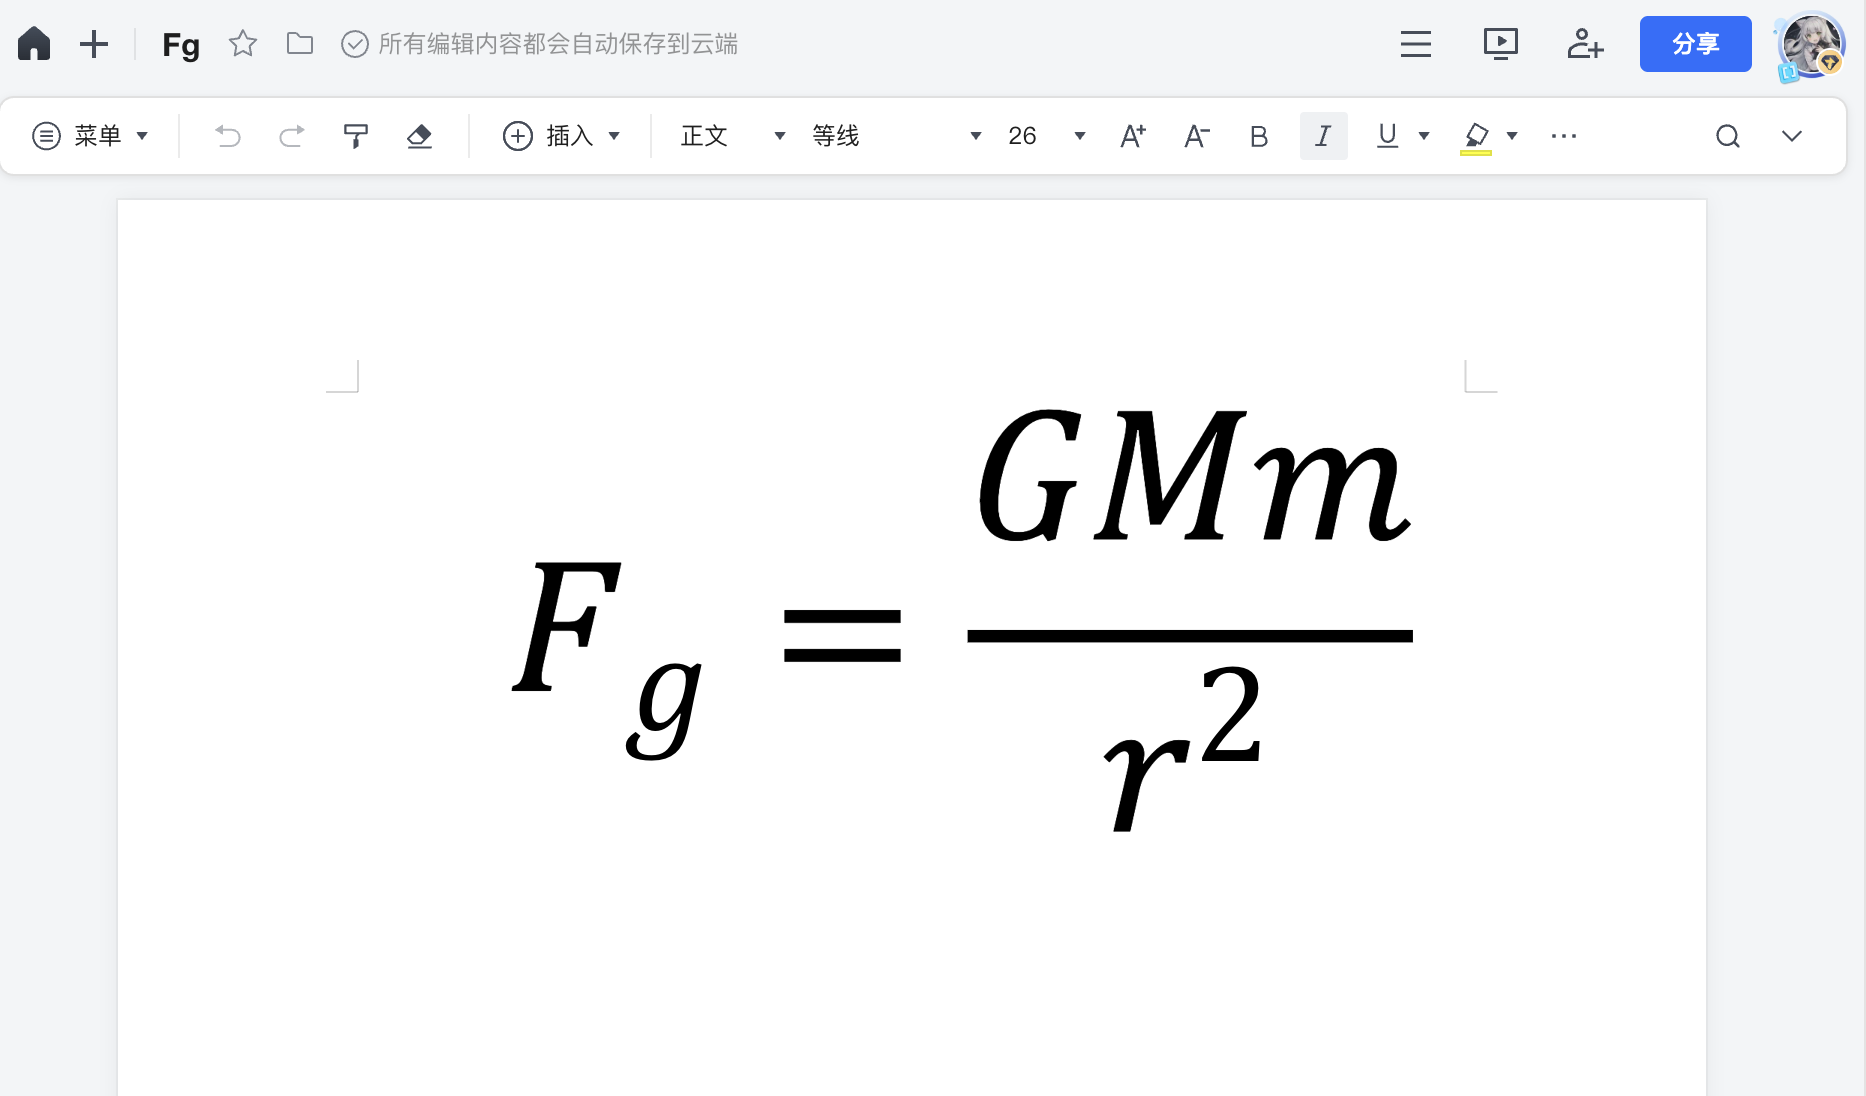 Fg 所有编辑内容都会自动保存到云端 分享
菜单 插入 正文 等线 26 A+ A- B I U ...
F_g = \frac{GMm}{r^2}